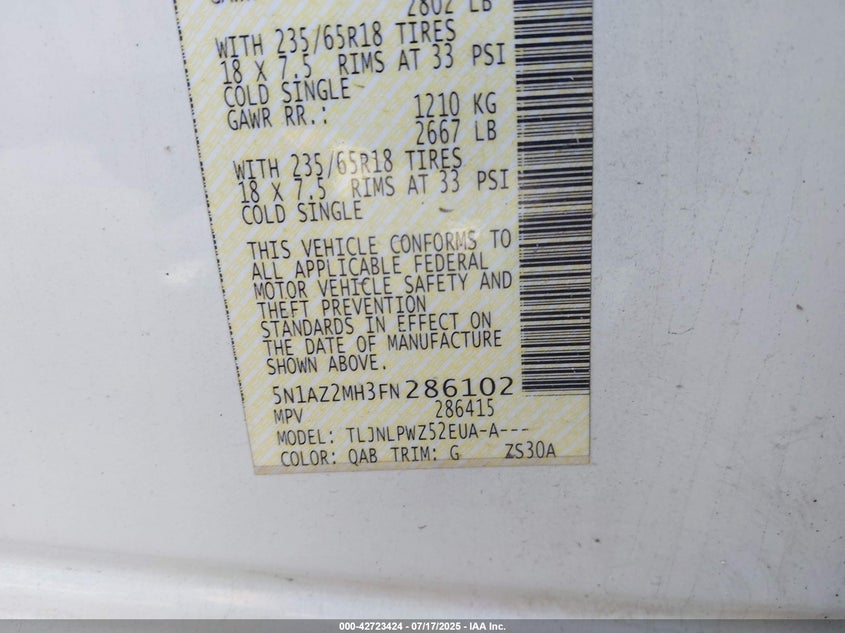 2802 LB
WITH 235/65R18 TIRES
18 X 7.5 RIMS AT 33 PSI
COLD SINGLE
GAWR RR.: 1210 KG
2667 LB
WITH 235/65R18 TIRES
18 X 7.5 RIMS AT 33 PSI
COLD SINGLE
THIS VEHICLE CONFORMS TO
ALL APPLICABLE FEDERAL
MOTOR VEHICLE SAFETY AND
THEFT PREVENTION
STANDARDS IN EFFECT ON
THE DATE OF MANUFACTURE
SHOWN ABOVE.
5N1AZ2MH3FN286102
MPV 286415
MODEL: TLJNLPWZ52EUA-A---
COLOR: QAB TRIM: G ZS30A
000-42723424 - 07/17/2025 - IAA Inc.